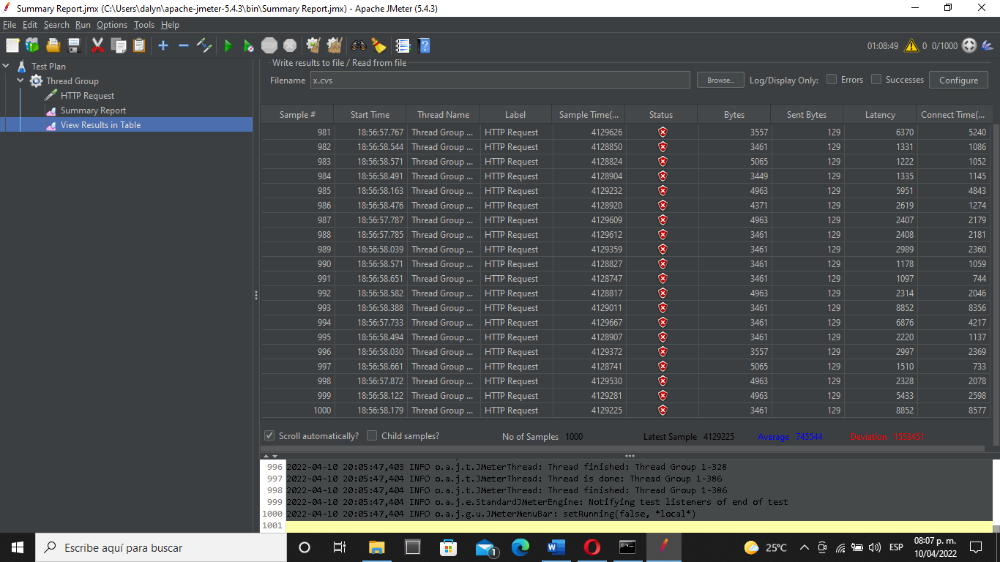 Summary Report.jmx (C:\Users\dalyn\apache-jmeter-5.4.3\bin\Summary Report.jmx) - Apache JMeter (5.4.3)
File Edit Search Run Options Tools Help
01:08:49 0 0/1000
Test Plan
Thread Group
HTTP Request
Summary Report
View Results in Table
Write results to file / Read from file
Filename x.cvs Browse... Log/Display Only: Errors Successes Configure
Sample # Start Time Thread Name Label Sample Time(... Status Bytes Sent Bytes Latency Connect Time(...
981 18:56:57.767 Thread Group ... HTTP Request 4129626 3557 129 6370 5240
982 18:56:58.544 Thread Group ... HTTP Request 4128850 3461 129 1331 1086
983 18:56:58.571 Thread Group ... HTTP Request 4128824 5065 129 1222 1052
984 18:56:58.491 Thread Group ... HTTP Request 4128904 3449 129 1335 1145
985 18:56:58.163 Thread Group ... HTTP Request 4129232 4963 129 5951 4843
986 18:56:58.476 Thread Group ... HTTP Request 4128920 4371 129 2619 1274
987 18:56:57.787 Thread Group ... HTTP Request 4129609 4963 129 2407 2179
988 18:56:57.785 Thread Group ... HTTP Request 4129612 3461 129 2408 2181
989 18:56:58.039 Thread Group ... HTTP Request 4129359 3461 129 2989 2360
990 18:56:58.571 Thread Group ... HTTP Request 4128827 3461 129 1178 1059
991 18:56:58.651 Thread Group ... HTTP Request 4128747 3461 129 1097 744
992 18:56:58.582 Thread Group ... HTTP Request 4128817 4963 129 2314 2046
993 18:56:58.388 Thread Group ... HTTP Request 4129011 3461 129 8852 8356
994 18:56:57.733 Thread Group ... HTTP Request 4129667 3461 129 6876 4217
995 18:56:58.494 Thread Group ... HTTP Request 4128907 3461 129 2220 1137
996 18:56:58.030 Thread Group ... HTTP Request 4129372 3557 129 2997 2369
997 18:56:58.661 Thread Group ... HTTP Request 4128741 5065 129 1510 733
998 18:56:57.872 Thread Group ... HTTP Request 4129530 4963 129 2328 2078
999 18:56:58.122 Thread Group ... HTTP Request 4129281 4963 129 5433 2598
1000 18:56:58.179 Thread Group ... HTTP Request 4129225 3461 129 8852 8577
Scroll automatically? Child samples? No of Samples 1000 Latest Sample 4129225 Average 745544 Deviation 1553451
996 2022-04-10 20:05:47,403 INFO o.a.j.t.JMeterThread: Thread finished: Thread Group 1-328
997 2022-04-10 20:05:47,404 INFO o.a.j.t.JMeterThread: Thread is done: Thread Group 1-386
998 2022-04-10 20:05:47,404 INFO o.a.j.t.JMeterThread: Thread finished: Thread Group 1-386
999 2022-04-10 20:05:47,404 INFO o.a.j.e.StandardJMeterEngine: Notifying test listeners of end of test
1000 2022-04-10 20:05:47,404 INFO o.a.j.g.u.JMeterMenuBar: setRunning(false, *local*)
1001
Escribe aquí para buscar 1 25°C ESP 08:07 p. m.
10/04/2022